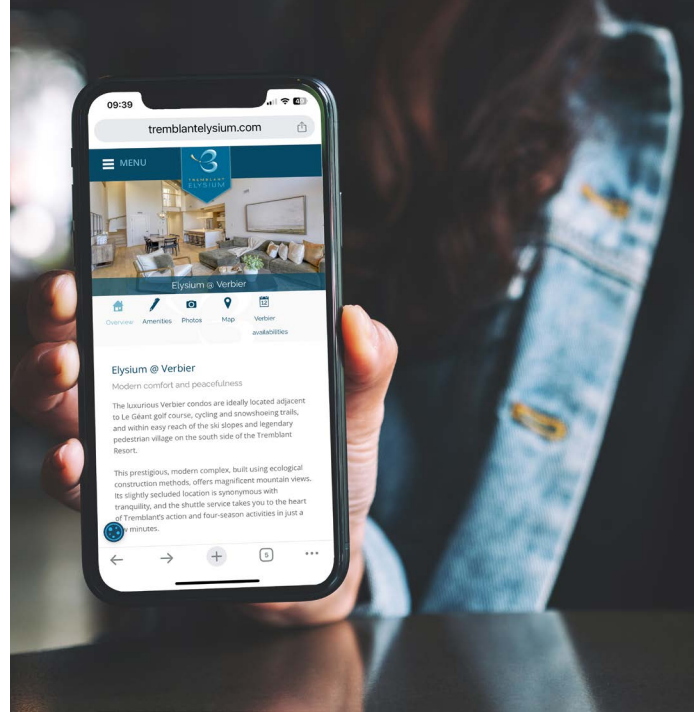 09:39
tremblantelysium.com
MENU
TREMBLANT
ELYSIUM
Elysium @ Verbier
Overview
Amenities
Photos
Map
12
Verbier
availabilities
Elysium @ Verbier
Modern comfort and peacefulness
The luxurious Verbier condos are ideally located adjacent
to Le Géant golf course, cycling and snowshoeing trails,
and within easy reach of the ski slopes and legendary
pedestrian village on the south side of the Tremblant
Resort.
This prestigious, modern complex, built using ecological
construction methods, offers magnificent mountain views.
Its slightly secluded location is synonymous with
tranquility, and the shuttle service takes you to the heart
of Tremblant's action and four-season activities in just a
minutes.
5